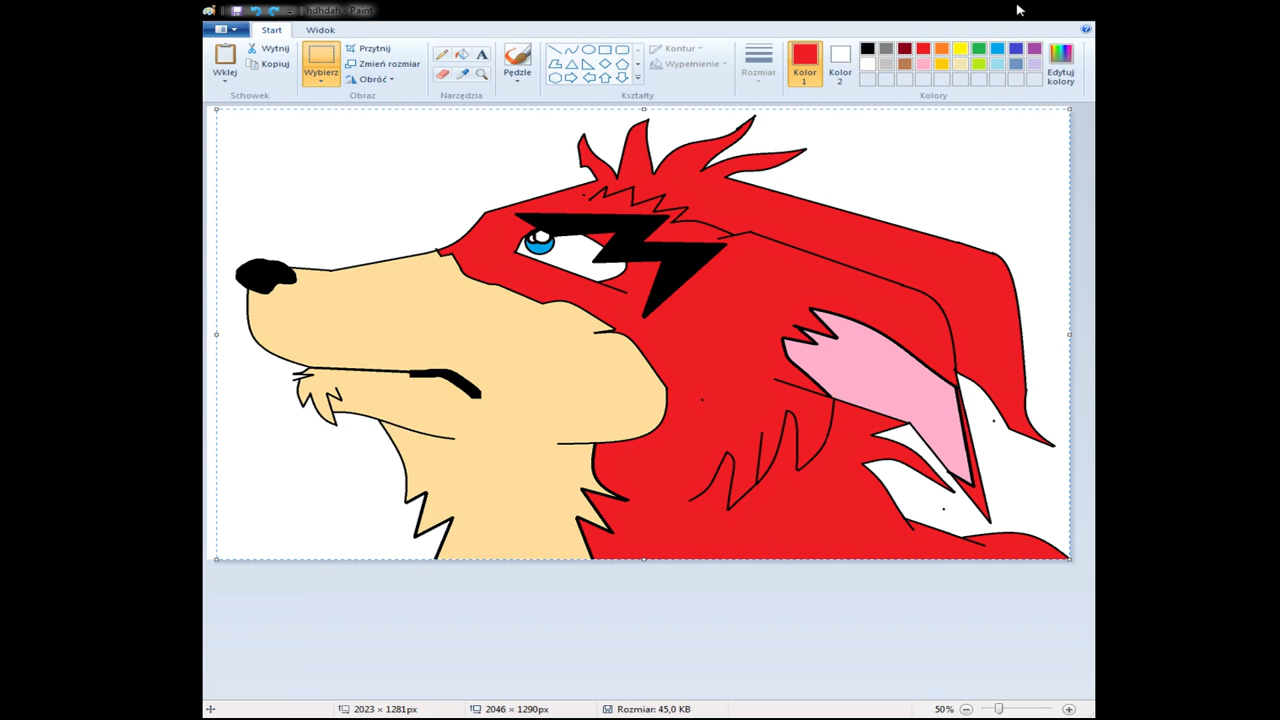 hdhdah - Paint
Start Widok
Wklej
Wytnij
Kopiuj
Schowek
Wybierz
Przytnij
Zmień rozmiar
Obróć
Obraz
A
Narzędzia
Pędzle
Kontur
Wypełnienie
Kształty
Rozmiar
Kolor
1
Kolor
2
Edytuj
kolory
Kolory
2023 × 1281px
2046 × 1290px
Rozmiar: 45,0 KB
50%